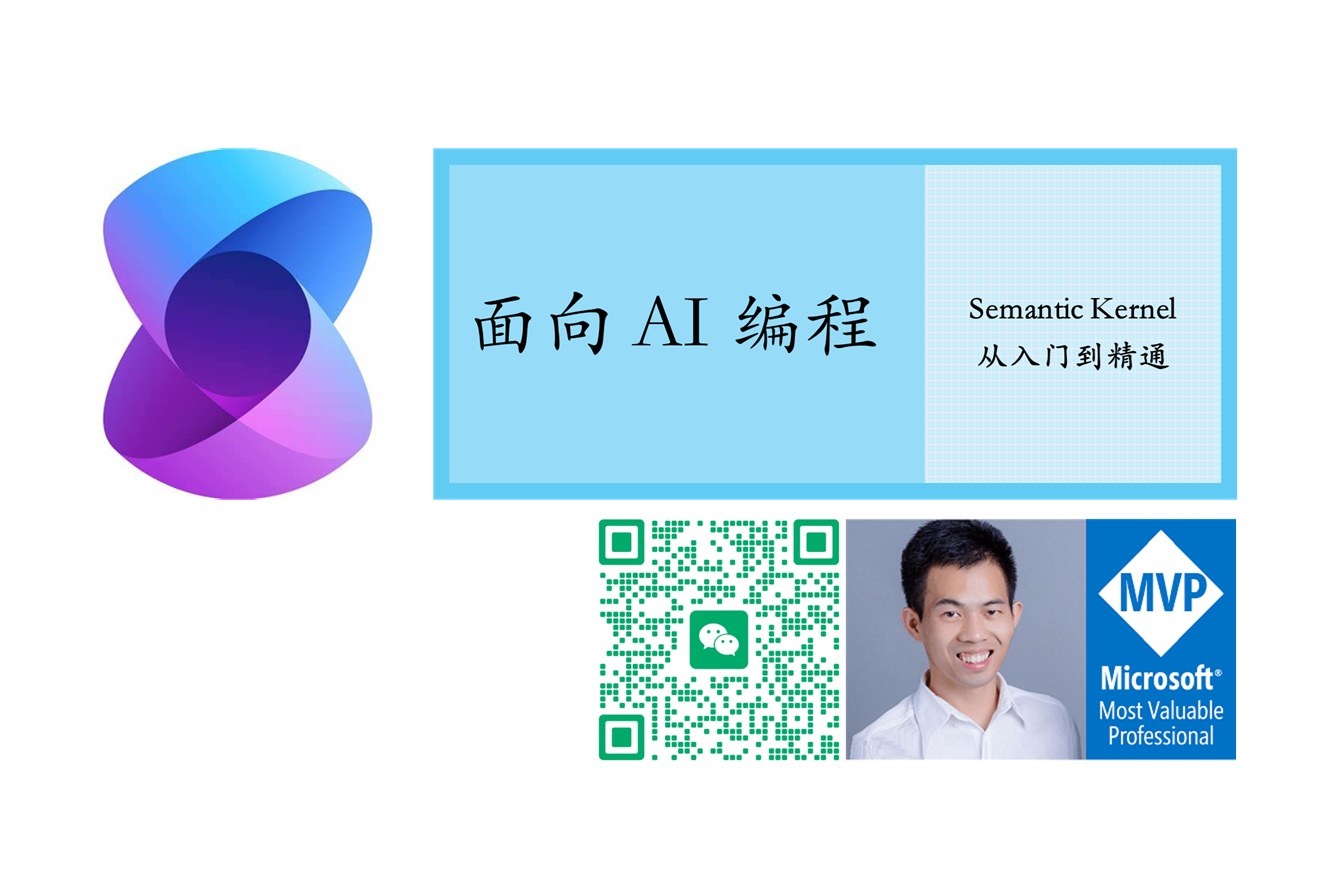 面向 AI 编程
Semantic Kernel
从入门到精通
MVP
Microsoft®
Most Valuable
Professional